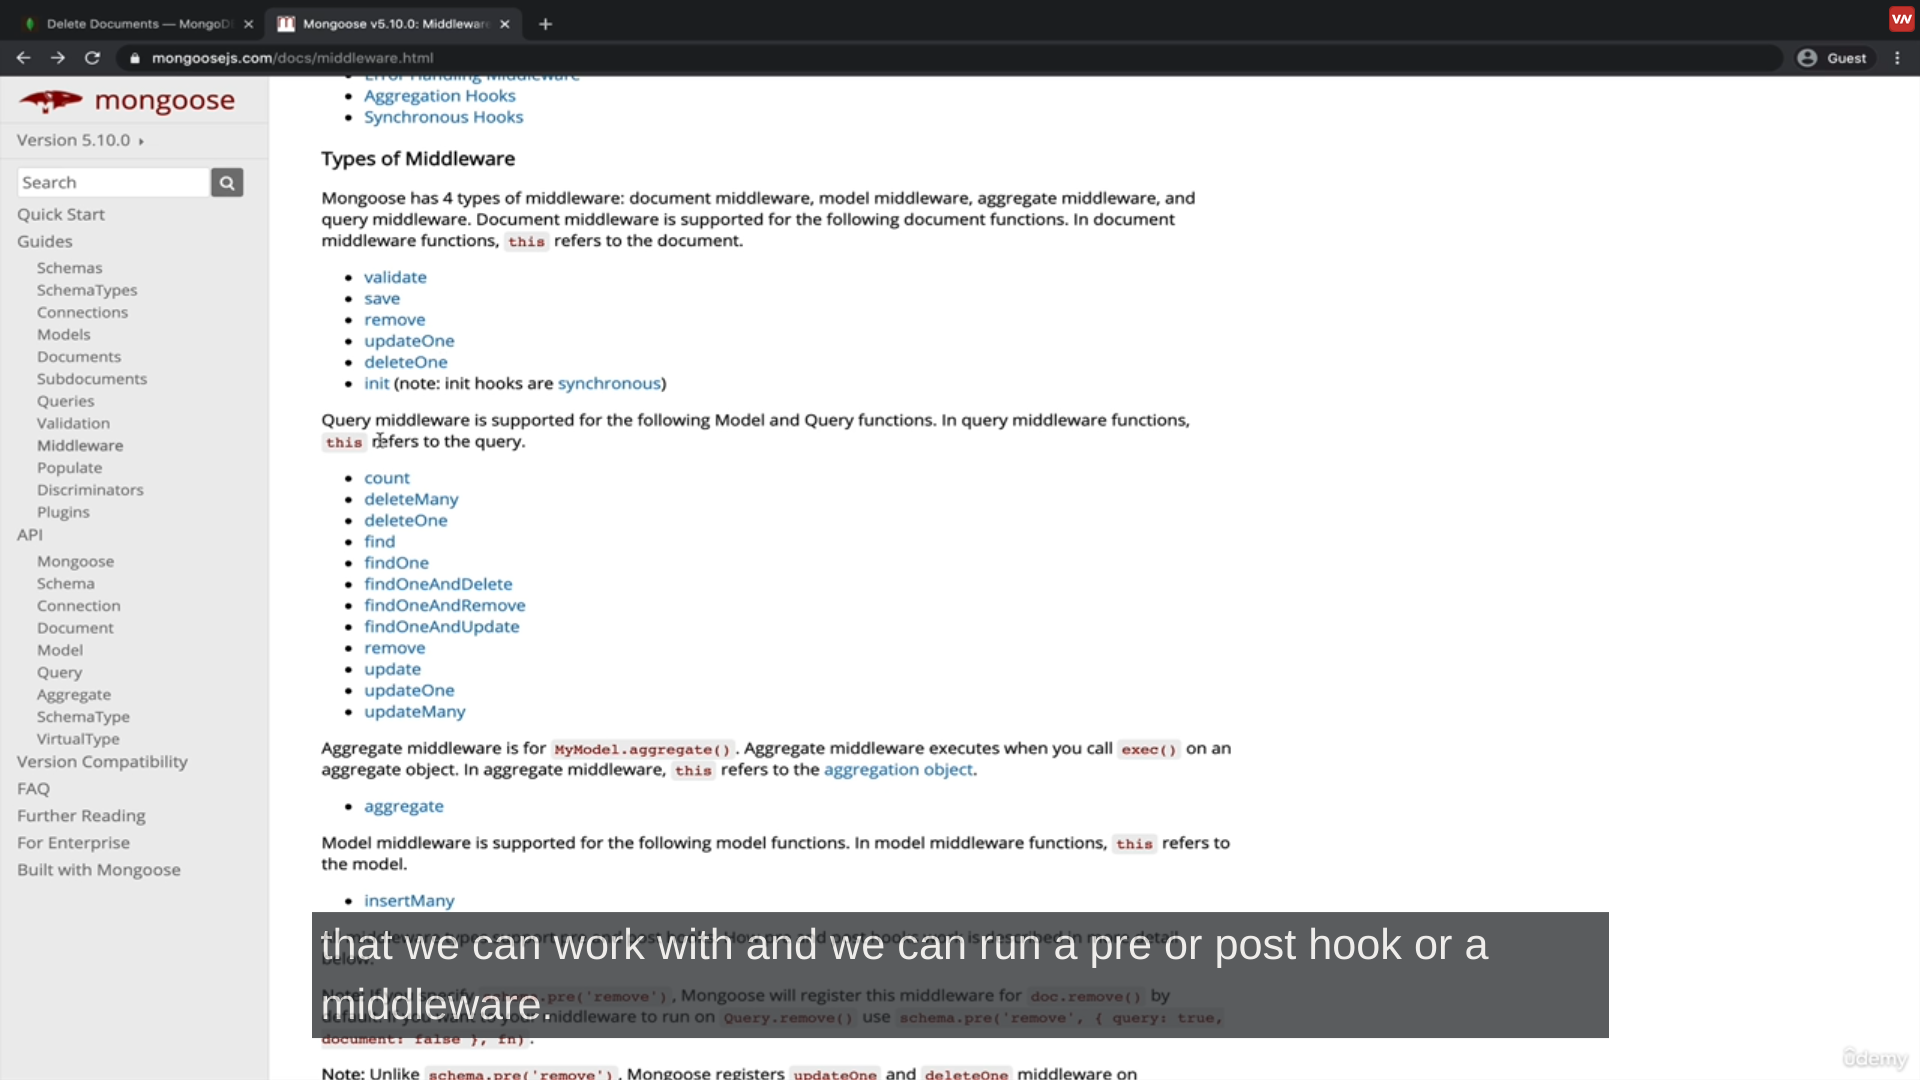 Delete Documents — MongoD
Mongoose v5.10.0: Middlewar
mongoosejs.com/docs/middleware.html
Guest
mongoose
Version 5.10.0
Search
Quick Start
Guides
Schemas
SchemaTypes
Connections
Models
Documents
Subdocuments
Queries
Validation
Middleware
Populate
Discriminators
Plugins
API
Mongoose
Schema
Connection
Document
Model
Query
Aggregate
SchemaType
VirtualType
Version Compatibility
FAQ
Further Reading
For Enterprise
Built with Mongoose
Error Handling Middleware
Aggregation Hooks
Synchronous Hooks
Types of Middleware
Mongoose has 4 types of middleware: document middleware, model middleware, aggregate middleware, and
query middleware. Document middleware is supported for the following document functions. In document
middleware functions, this refers to the document.
validate
save
remove
updateOne
deleteOne
init (note: init hooks are synchronous)
Query middleware is supported for the following Model and Query functions. In query middleware functions,
this refers to the query.
count
deleteMany
deleteOne
find
findOne
findOneAndDelete
findOneAndRemove
findOneAndUpdate
remove
update
updateOne
updateMany
Aggregate middleware is for MyModel.aggregate(). Aggregate middleware executes when you call exec() on an
aggregate object. In aggregate middleware, this refers to the aggregation object.
aggregate
Model middleware is supported for the following model functions. In model middleware functions, this refers to
the model.
insertMany
that we can work with and we can run a pre or post hook or a
middleware.
.pre('remove'), Mongoose will register this middleware for doc.remove() by
middleware to run on Query.remove() use schema.pre('remove', { query: true,
document: false }, fn).
Note: Unlike schema.pre('remove'), Mongoose registers updateOne and deleteOne middleware on
ûdemy